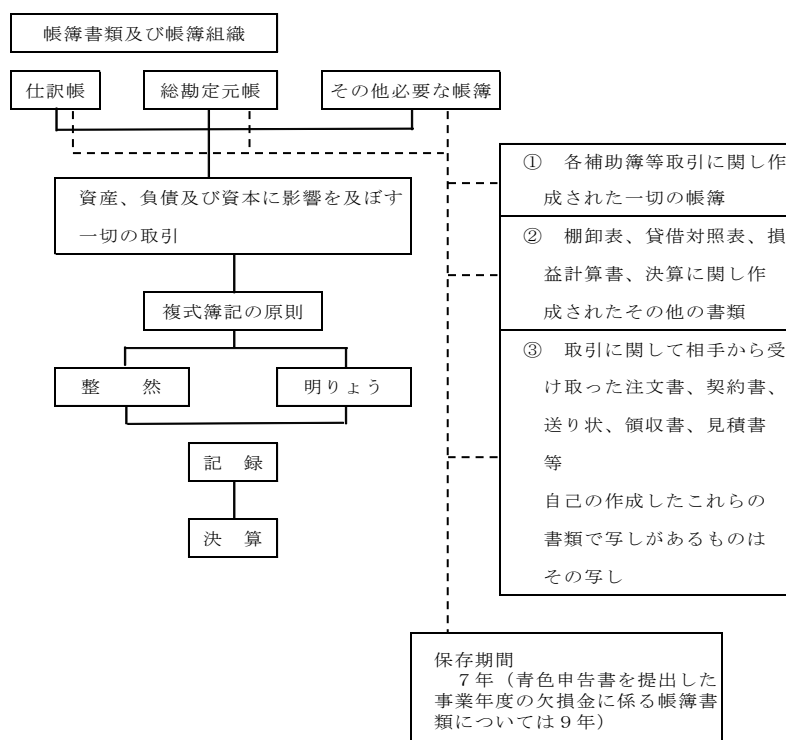 帳簿書類及び帳簿組織
仕訳帳
総勘定元帳
その他必要な帳簿
資産、負債及び資本に影響を及ぼす
一切の取引
複式簿記の原則
整　然
明りょう
記　録
決　算
①　各補助簿等取引に関し作
成された一切の帳簿
②　棚卸表、貸借対照表、損
益計算書、決算に関し作
成されたその他の書類
③　取引に関して相手から受
け取った注文書、契約書、
送り状、領収書、見積書
等
自己の作成したこれらの
書類で写しがあるものは
その写し
保存期間
７年（青色申告書を提出した
事業年度の欠損金に係る帳簿書
類については９年）